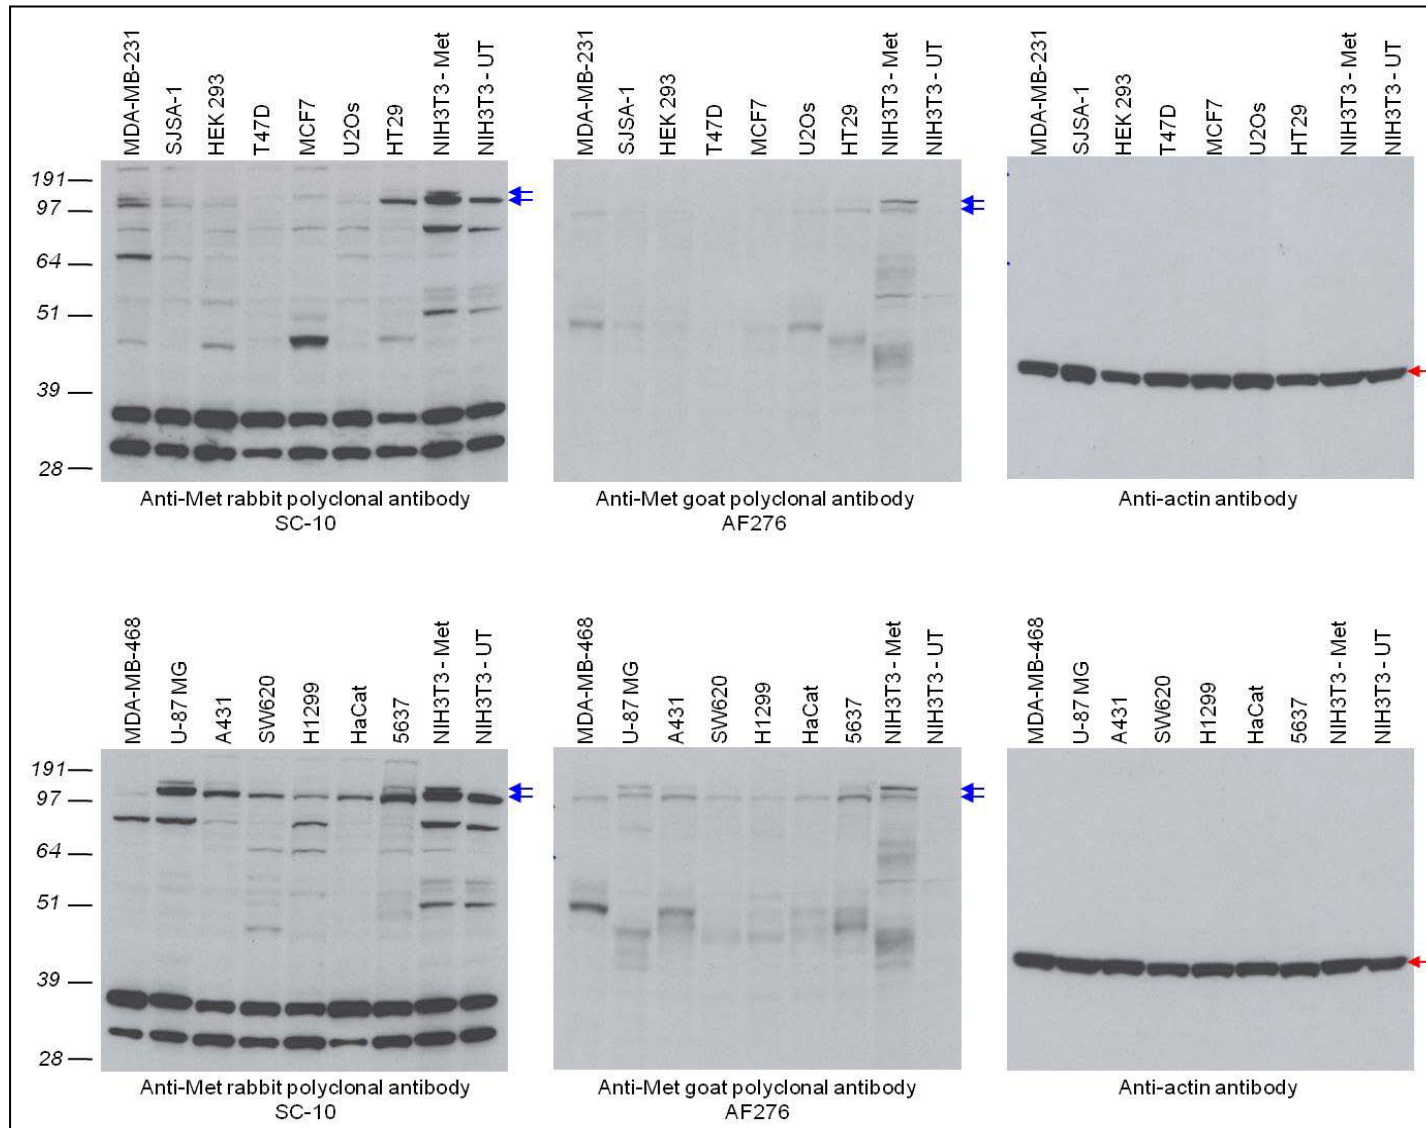 MDA-MB-231
SJSA-1
HEK 293
T47D
MCF7
U2Os
HT29
NIH3T3 - Met
NIH3T3 - UT
MDA-MB-231
SJSA-1
HEK 293
T47D
MCF7
U2Os
HT29
NIH3T3 - Met
NIH3T3 - UT
MDA-MB-231
SJSA-1
HEK 293
T47D
MCF7
U2Os
HT29
NIH3T3 - Met
NIH3T3 - UT
191
97
64
51
39
28
Anti-Met rabbit polyclonal antibody
SC-10
Anti-Met goat polyclonal antibody
AF276
Anti-actin antibody
MDA-MB-468
U-87 MG
A431
SW620
H1299
HaCat
5637
NIH3T3 - Met
NIH3T3 - UT
MDA-MB-468
U-87 MG
A431
SW620
H1299
HaCat
5637
NIH3T3 - Met
NIH3T3 - UT
MDA-MB-468
U-87 MG
A431
SW620
H1299
HaCat
5637
NIH3T3 - Met
NIH3T3 - UT
191
97
64
51
39
28
Anti-Met rabbit polyclonal antibody
SC-10
Anti-Met goat polyclonal antibody
AF276
Anti-actin antibody